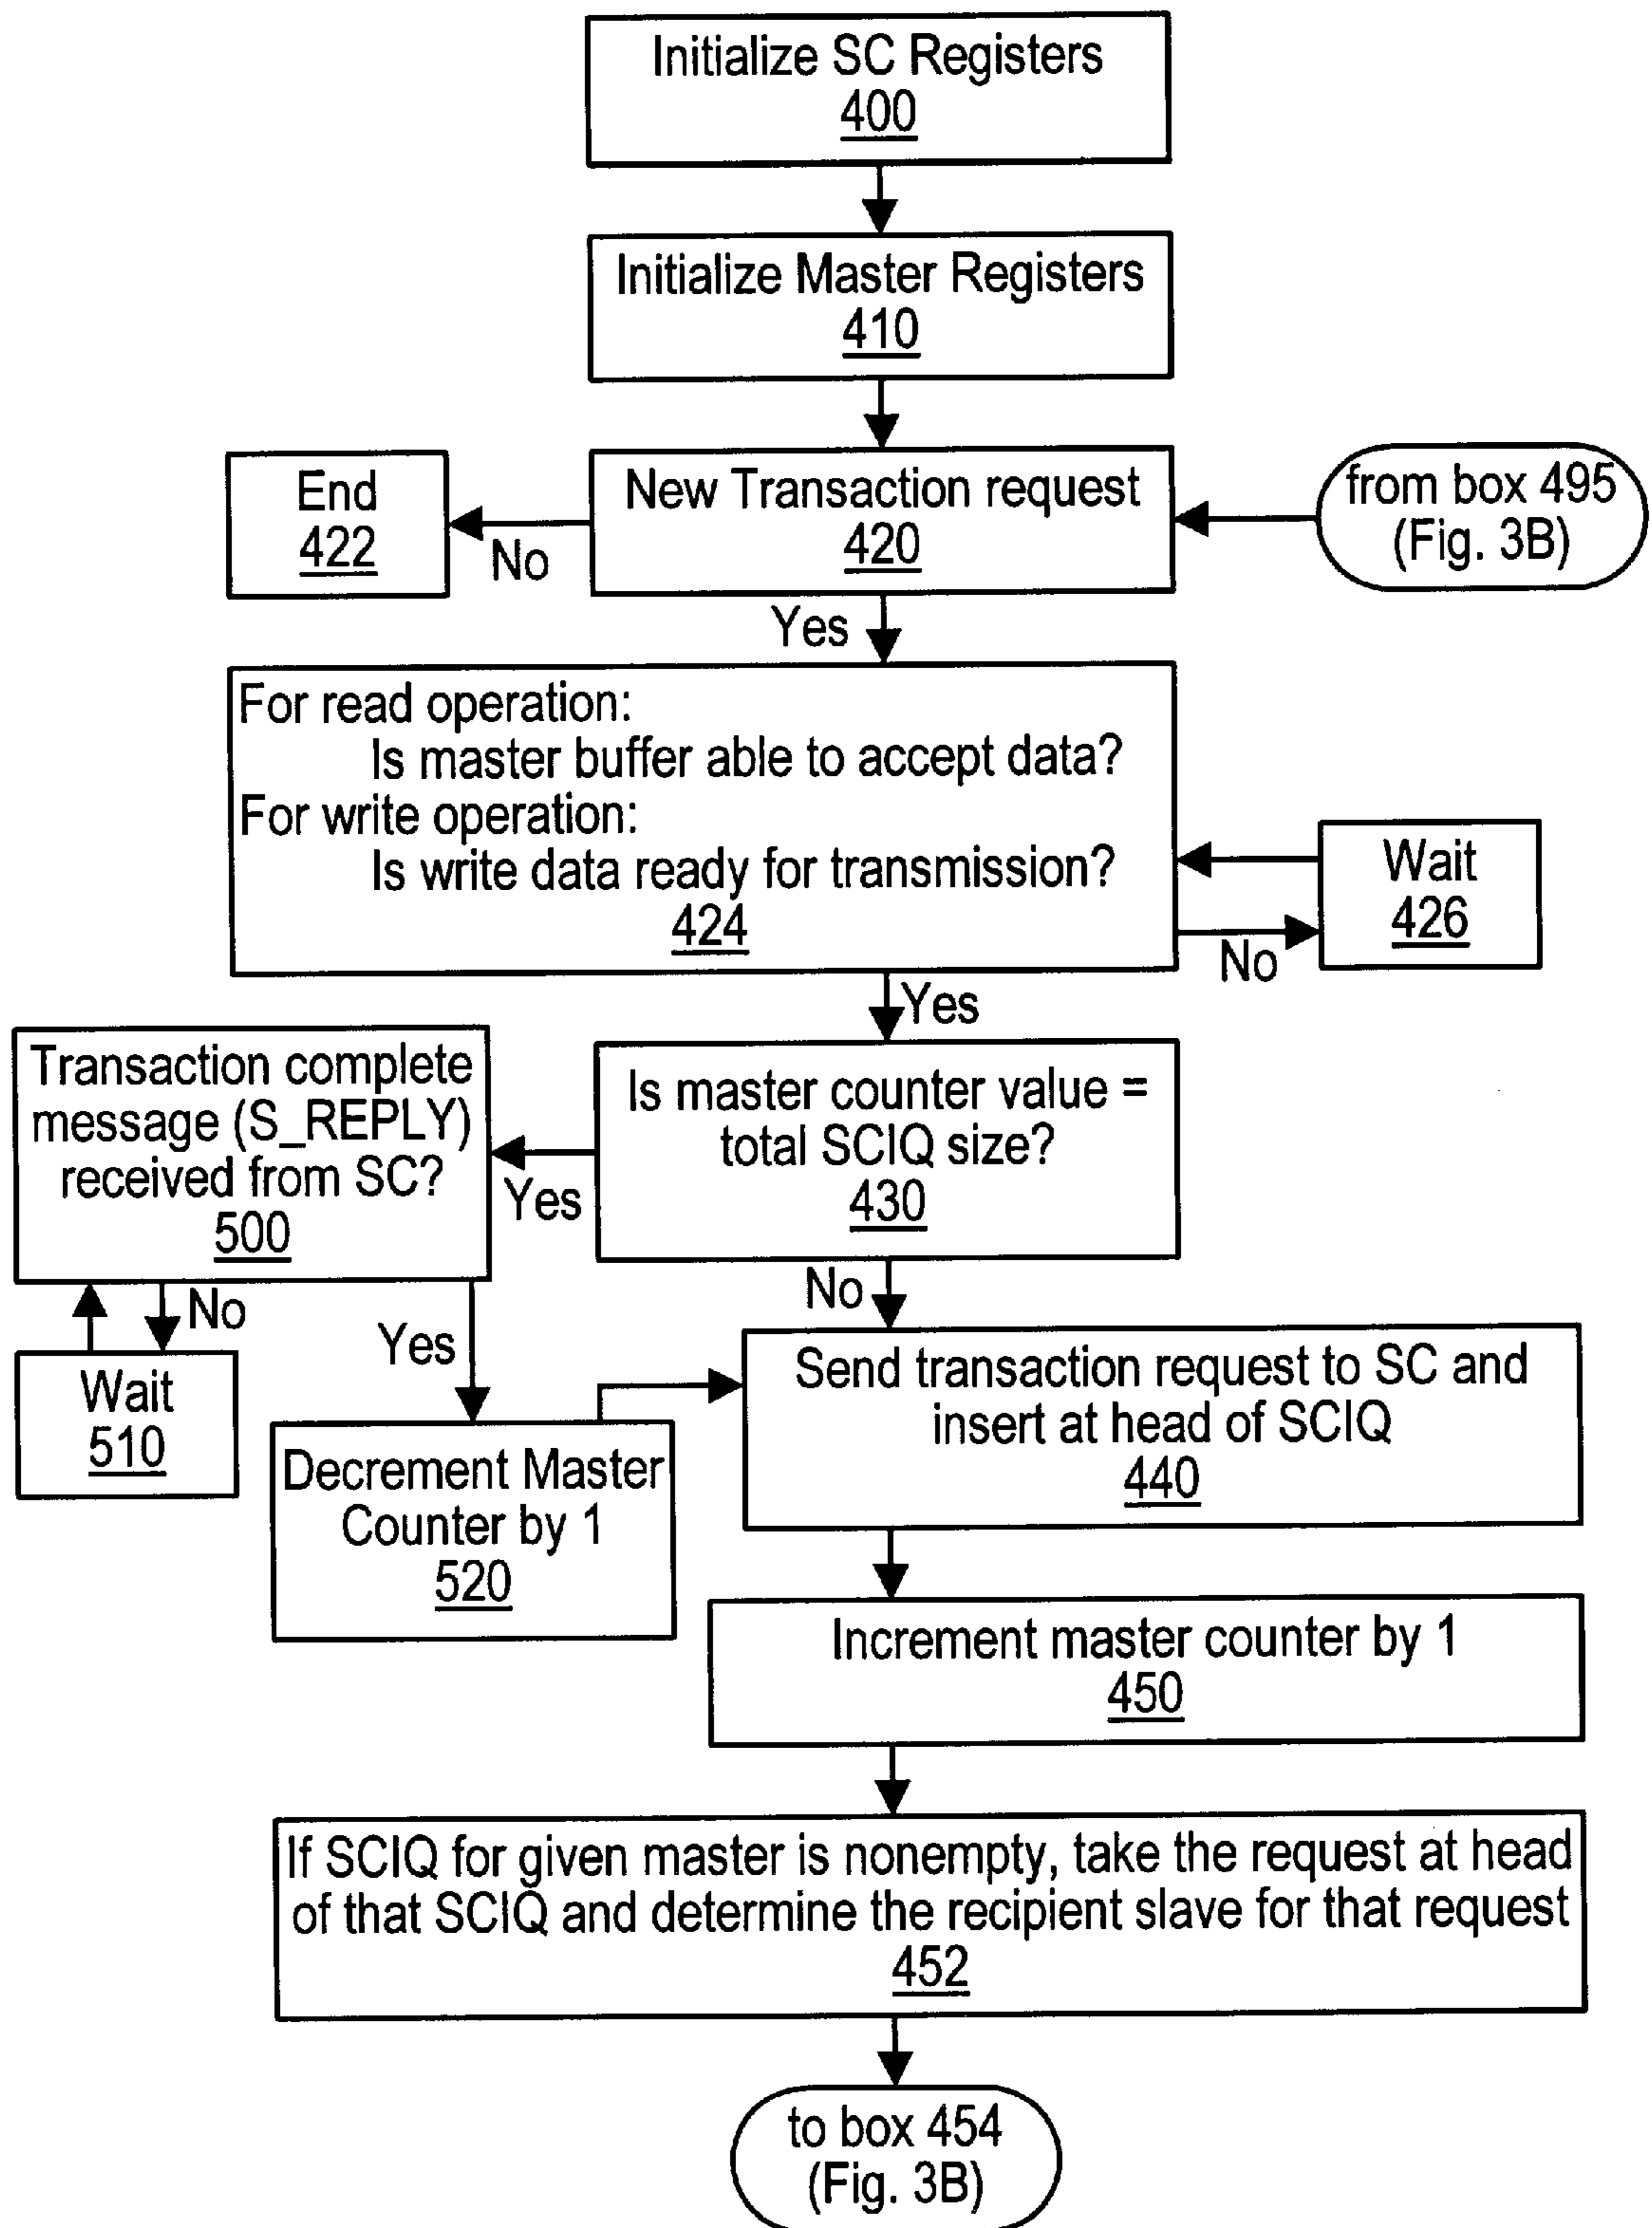 Initialize SC Registers
400
Initialize Master Registers
410
End
422
No
New Transaction request
420
from box 495
(Fig. 3B)
Yes
For read operation:
Is master buffer able to accept data?
For write operation:
Is write data ready for transmission?
424
Wait
426
No
Yes
Transaction complete
message (S_REPLY)
received from SC?
500
Yes
Is master counter value =
total SCIQ size?
430
No
Wait
510
Yes
No
Decrement Master
Counter by 1
520
Send transaction request to SC and
insert at head of SCIQ
440
Increment master counter by 1
450
If SCIQ for given master is nonempty, take the request at head
of that SCIQ and determine the recipient slave for that request
452
to box 454
(Fig. 3B)